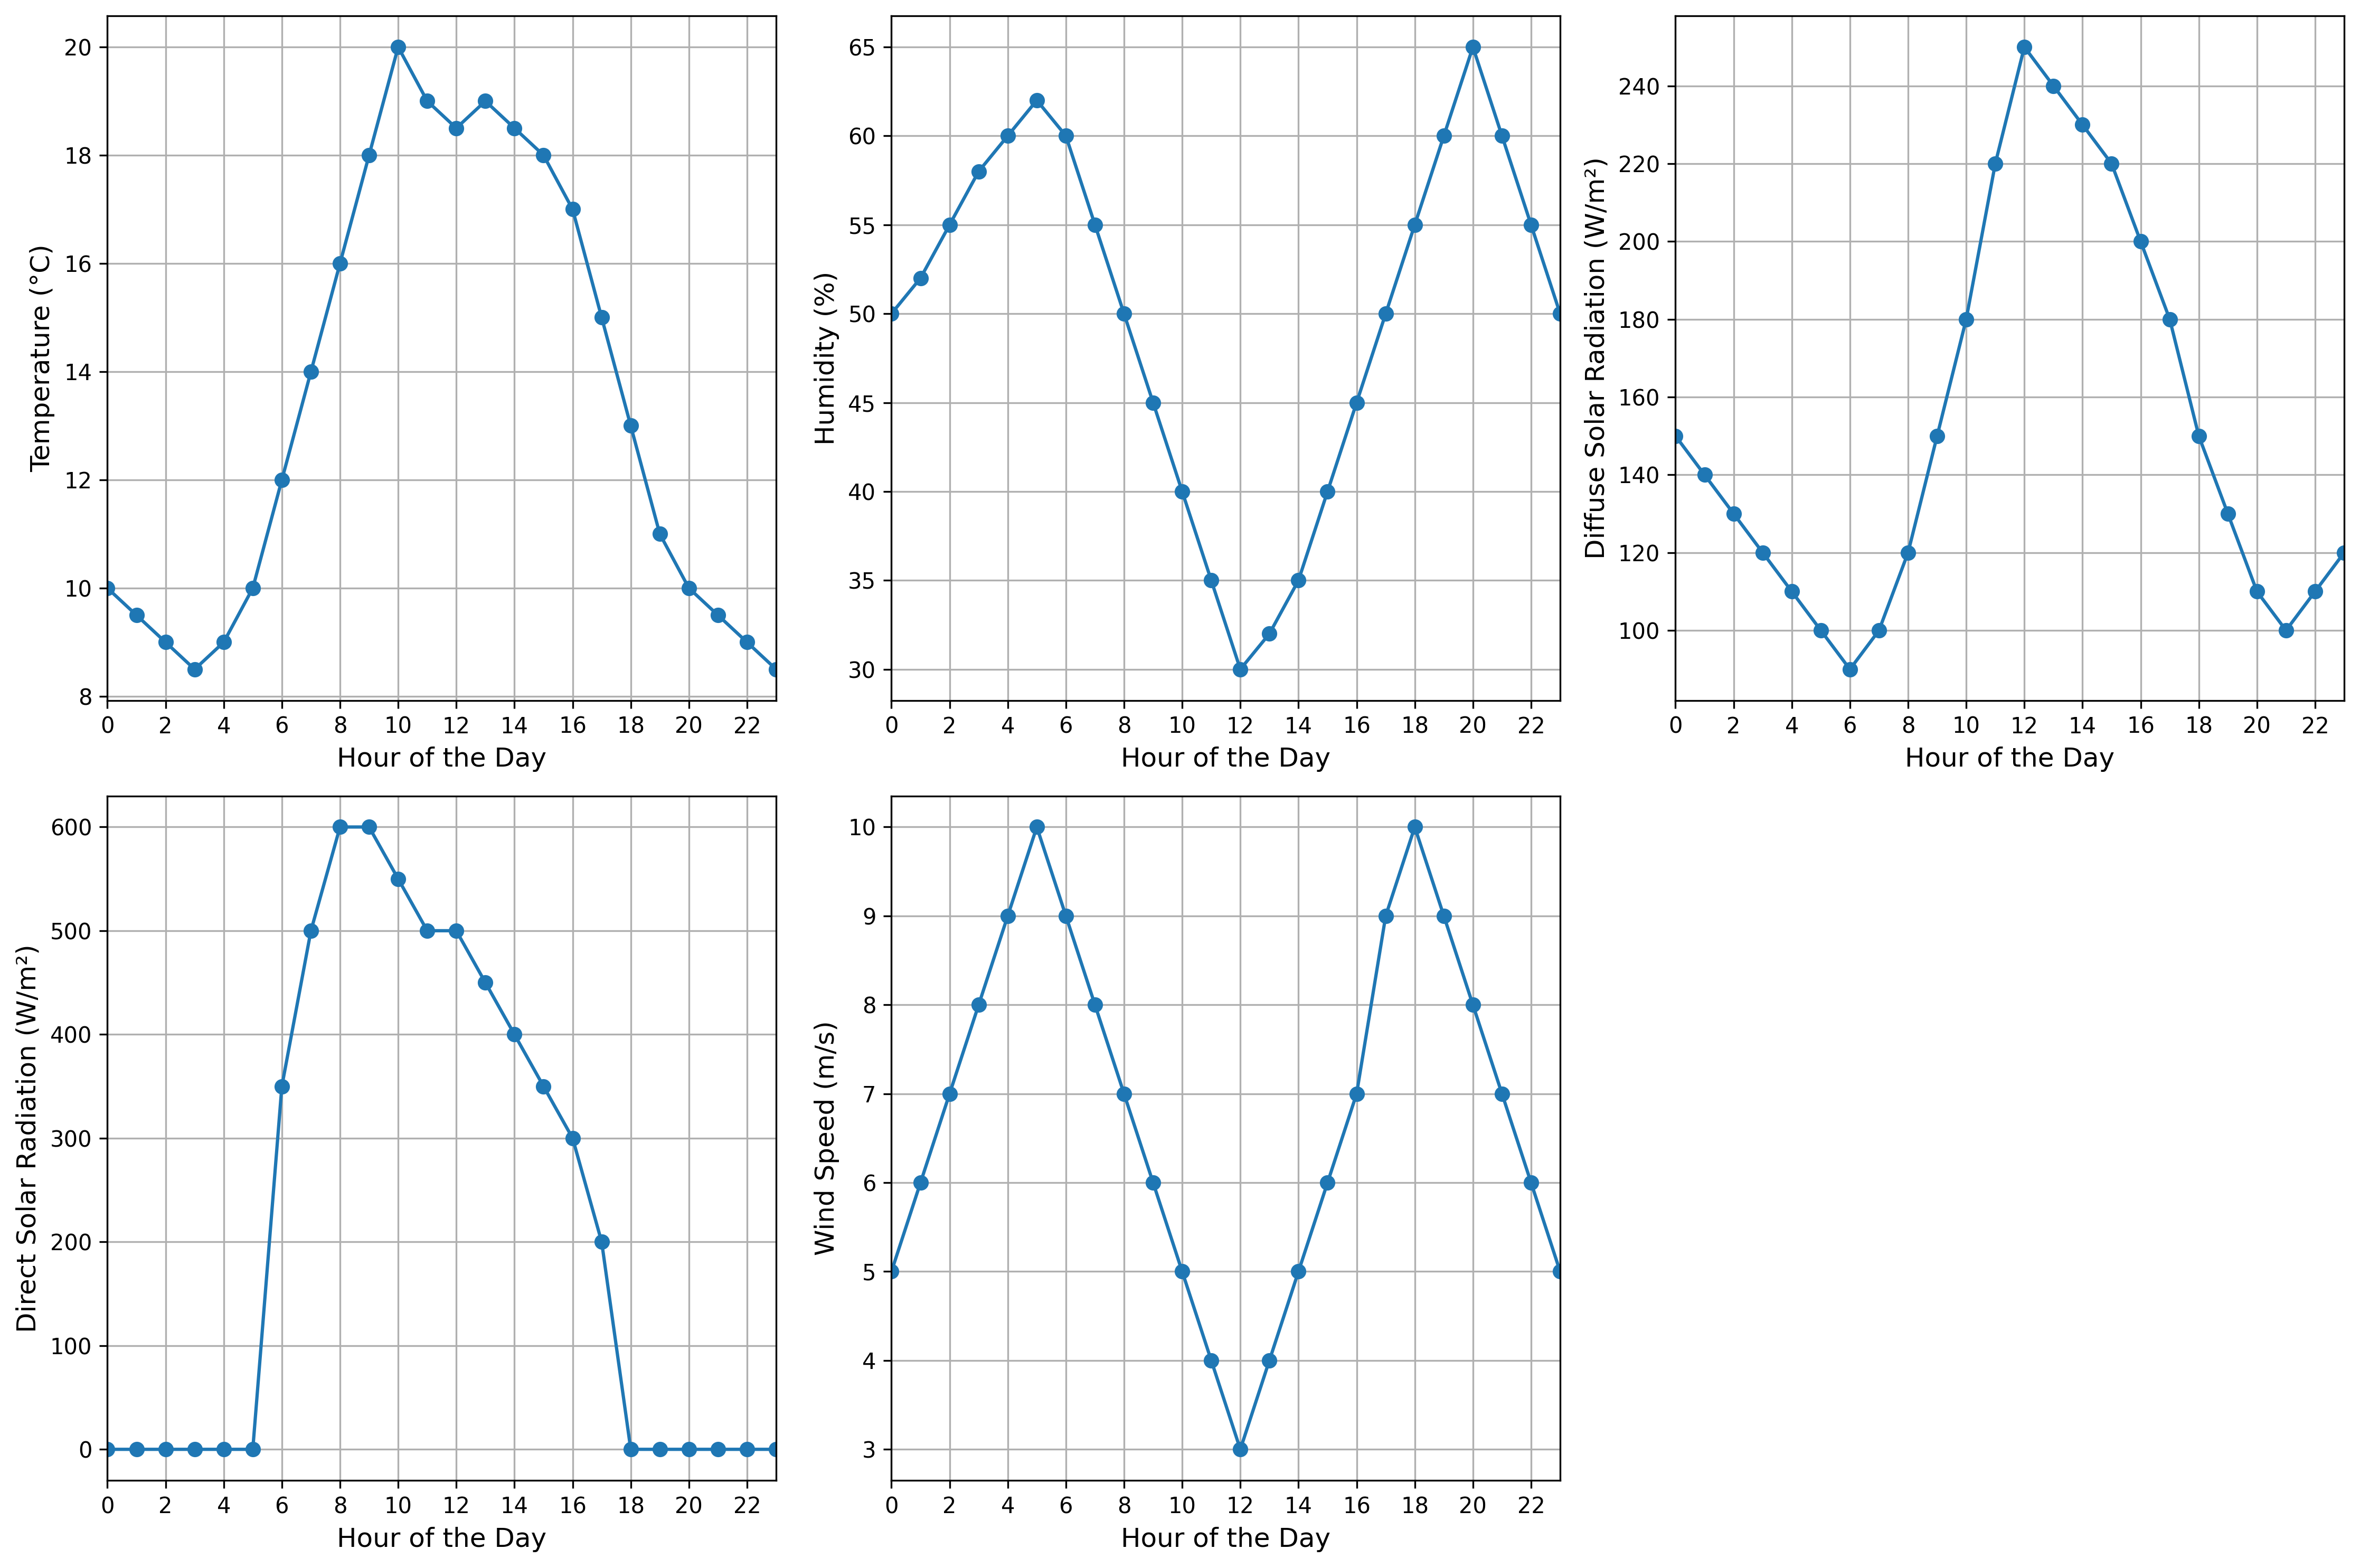 Temperature (°C)
20
18
16
14
12
10
8
0 2 4 6 8 10 12 14 16 18 20 22
Hour of the Day
Humidity (%)
65
60
55
50
45
40
35
30
0 2 4 6 8 10 12 14 16 18 20 22
Hour of the Day
Diffuse Solar Radiation (W/m²)
240
220
200
180
160
140
120
100
0 2 4 6 8 10 12 14 16 18 20 22
Hour of the Day
Direct Solar Radiation (W/m²)
600
500
400
300
200
100
0
0 2 4 6 8 10 12 14 16 18 20 22
Hour of the Day
Wind Speed (m/s)
10
9
8
7
6
5
4
3
0 2 4 6 8 10 12 14 16 18 20 22
Hour of the Day